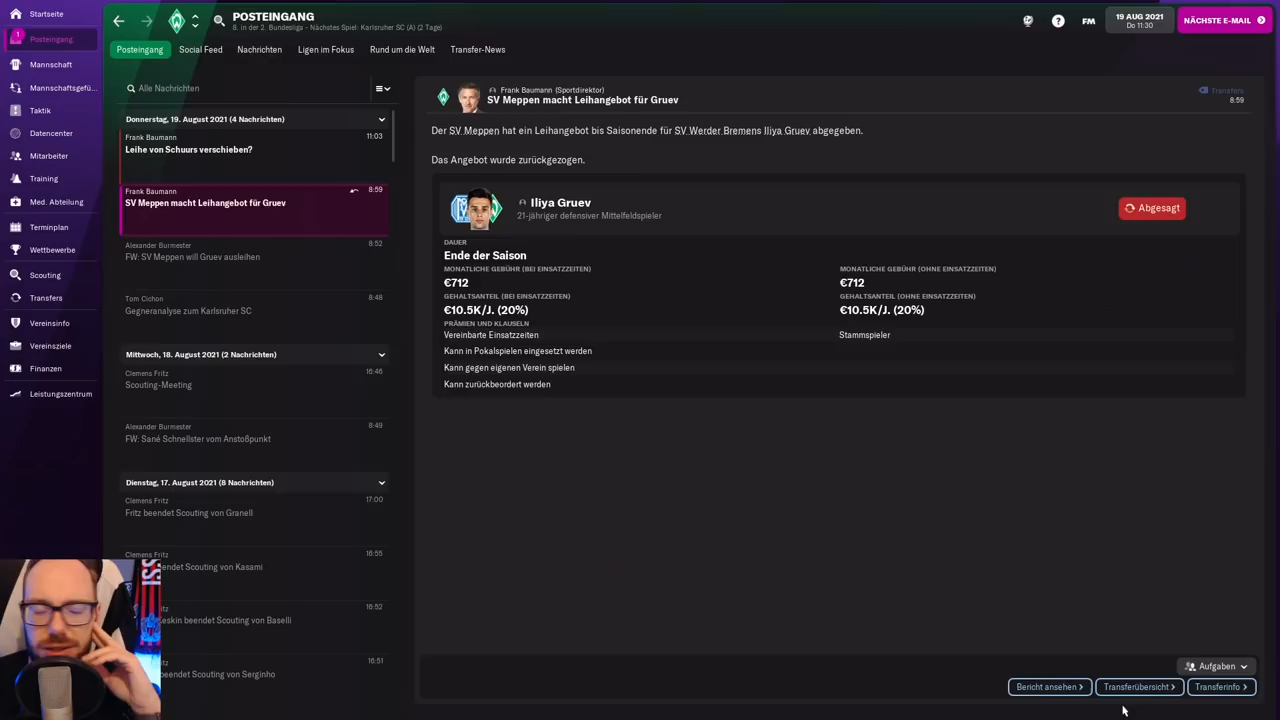 Startseite
1
Posteingang
Mannschaft
Mannschaftsgefü...
Taktik
Datencenter
Mitarbeiter
Training
Med. Abteilung
Terminplan
Wettbewerbe
Scouting
Transfers
Vereinsinfo
Vereinsziele
Finanzen
Leistungszentrum
POSTEINGANG
6. in der 2. Bundesliga - Nächstes Spiel: Karlsruher SC (A) (2 Tage)
FM
19 AUG 2021
Do 11:30
NÄCHSTE E-MAIL
Posteingang
Social Feed
Nachrichten
Ligen im Fokus
Rund um die Welt
Transfer-News
Alle Nachrichten
Donnerstag, 19. August 2021 (4 Nachrichten)
Frank Baumann 11:03
Leihe von Schuurs verschieben?
Frank Baumann 8:59
SV Meppen macht Leihangebot für Gruev
Alexander Burmester 8:52
FW: SV Meppen will Gruev ausleihen
Tom Cichon 8:48
Gegneranalyse zum Karlsruher SC
Mittwoch, 18. August 2021 (2 Nachrichten)
Clemens Fritz 16:46
Scouting-Meeting
Alexander Burmester 8:49
FW: Sané Schnellster vom Anstoßpunkt
Dienstag, 17. August 2021 (8 Nachrichten)
Clemens Fritz 17:00
Fritz beendet Scouting von Granell
Clemens Fritz 16:55
endet Scouting von Kasami
16:52
eskin beendet Scouting von Baselli
16:51
beendet Scouting von Serginho
Frank Baumann (Sportdirektor)
SV Meppen macht Leihangebot für Gruev
Transfers
8:59
Der SV Meppen hat ein Leihangebot bis Saisonende für SV Werder Bremens Iliya Gruev abgegeben.
Das Angebot wurde zurückgezogen.
Iliya Gruev
21-jähriger defensiver Mittelfeldspieler
Abgesagt
DAUER
Ende der Saison
MONATLICHE GEBÜHR (BEI EINSATZZEITEN) MONATLICHE GEBÜHR (OHNE EINSATZZEITEN)
€712 €712
GEHALTSANTEIL (BEI EINSATZZEITEN) GEHALTSANTEIL (OHNE EINSATZZEITEN)
€10.5K/J. (20%) €10.5K/J. (20%)
PRÄMIEN UND KLAUSELN
Vereinbarte Einsatzzeiten Stammspieler
Kann in Pokalspielen eingesetzt werden
Kann gegen eigenen Verein spielen
Kann zurückbeordert werden
Aufgaben
Bericht ansehen
Transferübersicht
Transferinfo